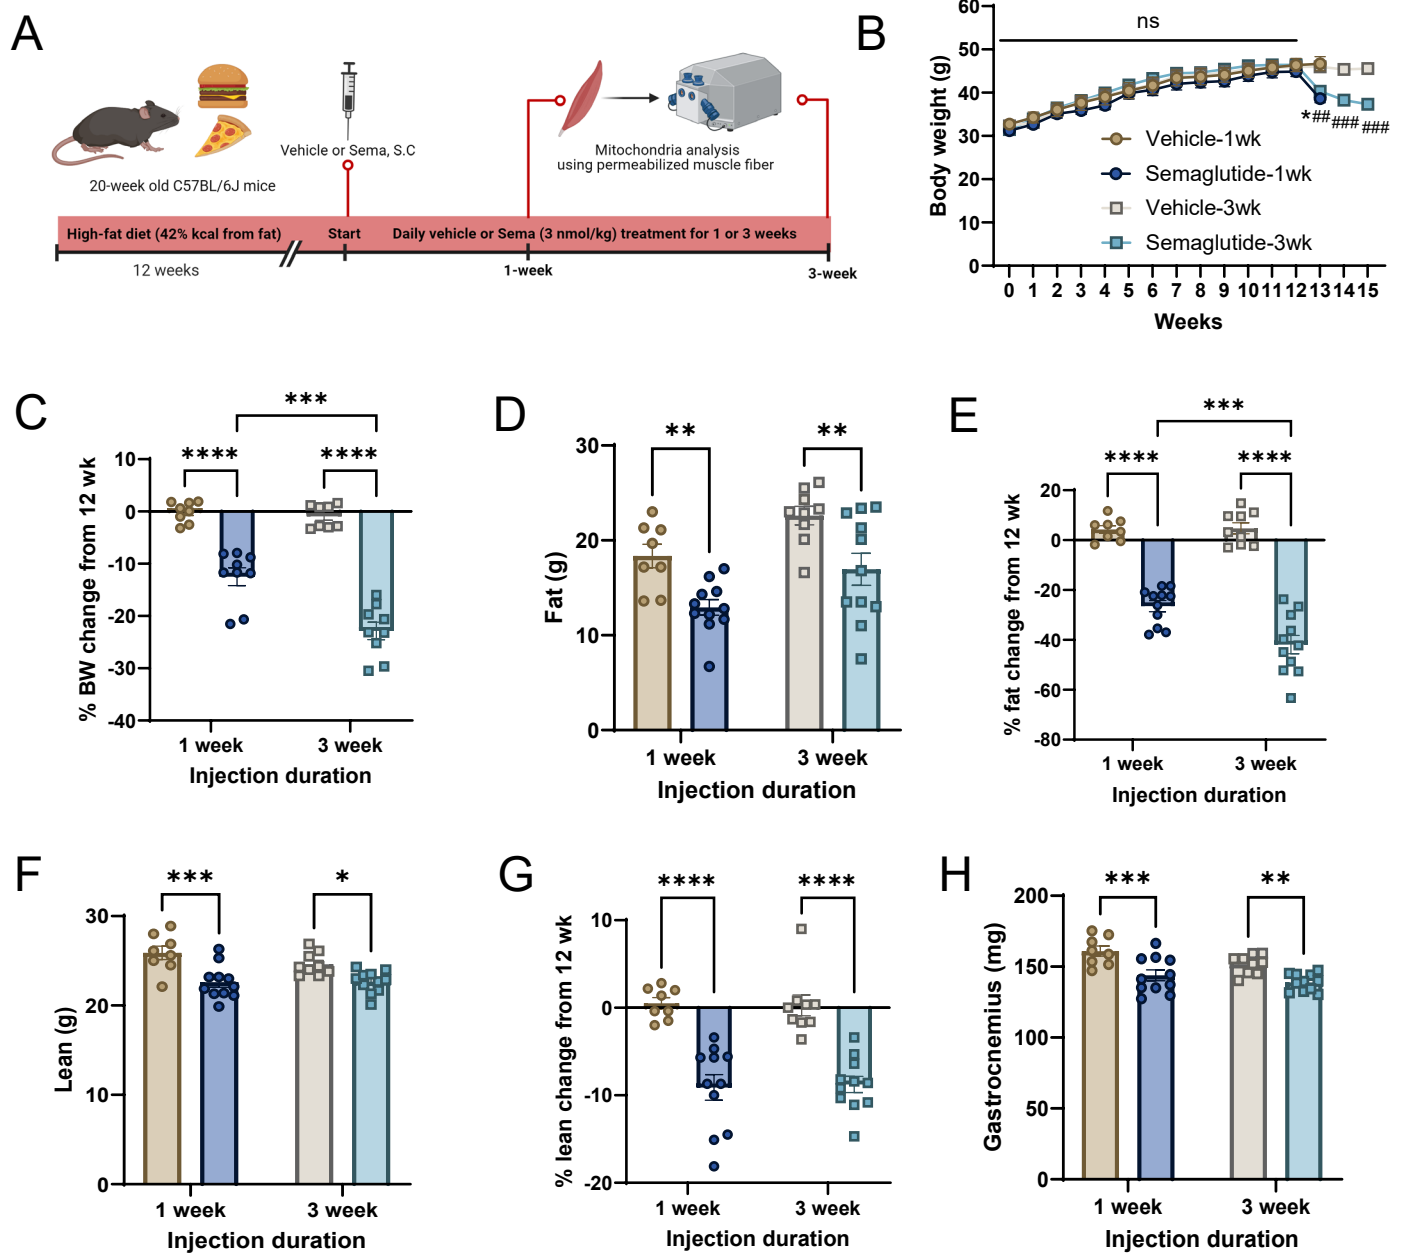 A
20-week old C57BL/6J mice
Vehicle or Sema, S.C
Mitochondria analysis
using permeabilized muscle fiber
High-fat diet (42% kcal from fat)
Start
Daily vehicle or Sema (3 nmol/kg) treatment for 1 or 3 weeks
12 weeks
1-week
3-week
B
Body weight (g)
60
50
40
30
20
10
0
ns
*
##
###
###
Vehicle-1wk
Semaglutide-1wk
Vehicle-3wk
Semaglutide-3wk
0 1 2 3 4 5 6 7 8 9 10 11 12 13 14 15
Weeks
C
% BW change from 12 wk
10
0
-10
-20
-30
-40
***
**** ****
1 week 3 week
Injection duration
D
Fat (g)
30
20
10
0
** **
1 week 3 week
Injection duration
E
% fat change from 12 wk
20
0
-20
-40
-60
-80
***
**** ****
1 week 3 week
Injection duration
F
Lean (g)
30
20
10
0
*** *
1 week 3 week
Injection duration
G
% lean change from 12 wk
10
0
-10
-20
**** ****
1 week 3 week
Injection duration
H
Gastrocnemius (mg)
200
150
100
50
0
*** **
1 week 3 week
Injection duration